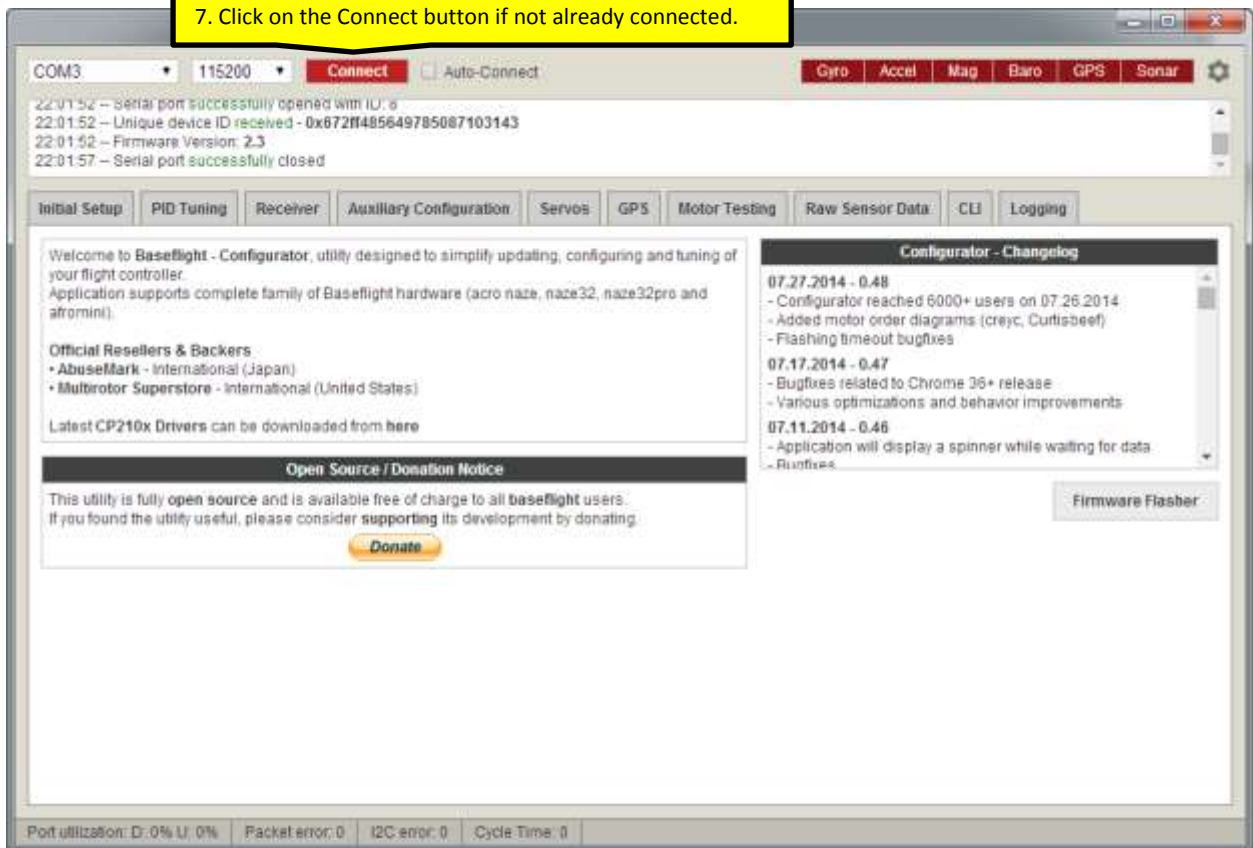 7. Click on the Connect button if not already connected.
COM3 115200 Connect Auto-Connect Gyro Accel Mag Baro GPS Sonar
22:01:52 -- Serial port successfully opened with ID: 8
22:01:52 -- Unique device ID received - 0x672ff485649785087103143
22:01:52 -- Firmware Version: 2.3
22:01:57 -- Serial port successfully closed
Initial Setup PID Tuning Receiver Auxiliary Configuration Servos GPS Motor Testing Raw Sensor Data CLI Logging
Welcome to Baseflight - Configurator, utility designed to simplify updating, configuring and tuning of
your flight controller.
Application supports complete family of Baseflight hardware (acro naze, naze32, naze32pro and
afromini).
Official Resellers & Backers
• AbuseMark - International (Japan)
• Multirotor Superstore - International (United States)
Latest CP210x Drivers can be downloaded from here
Open Source / Donation Notice
This utility is fully open source and is available free of charge to all baseflight users.
If you found the utility useful, please consider supporting its development by donating.
Donate
Configurator - Changelog
07.27.2014 - 0.48
- Configurator reached 6000+ users on 07.26.2014
- Added motor order diagrams (creyc, Curtisbeef)
- Flashing timeout bugfixes
07.17.2014 - 0.47
- Bugfixes related to Chrome 36+ release
- Various optimizations and behavior improvements
07.11.2014 - 0.46
- Application will display a spinner while waiting for data
- Bugfixes
Firmware Flasher
Port utilization: D: 0% U: 0% Packet error: 0 I2C error: 0 Cycle Time: 0